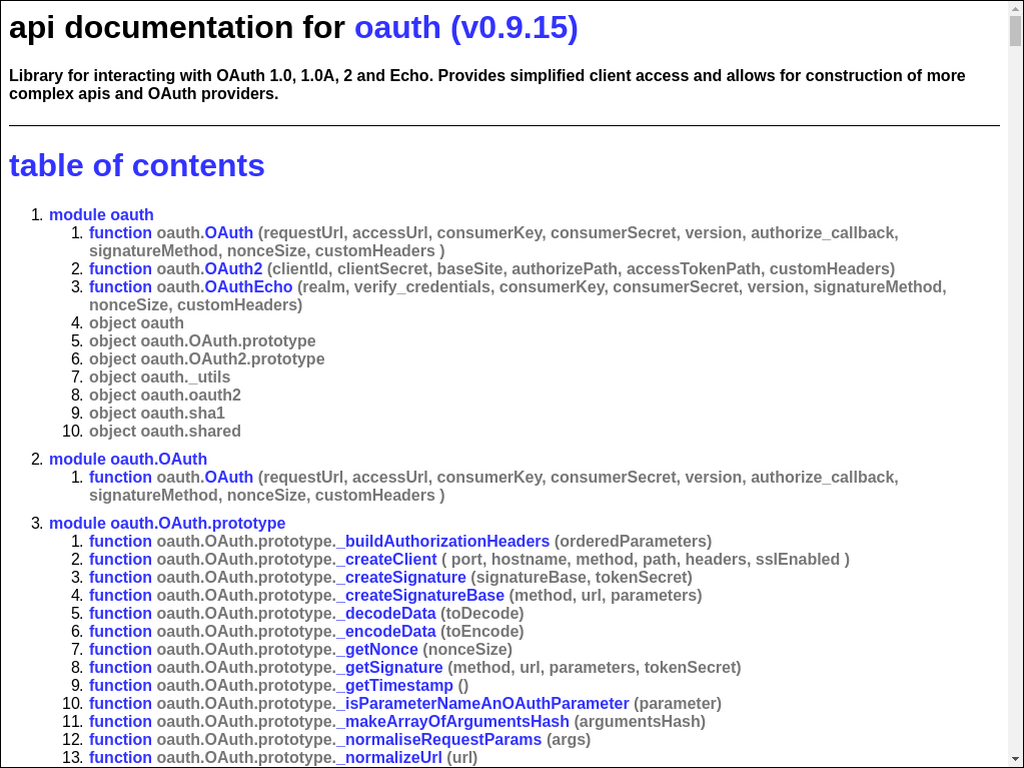 api documentation for oauth (v0.9.15)
Library for interacting with OAuth 1.0, 1.0A, 2 and Echo. Provides simplified client access and allows for construction of more
complex apis and OAuth providers.
table of contents
1. module oauth
1. function oauth.OAuth (requestUrl, accessUrl, consumerKey, consumerSecret, version, authorize_callback,
signatureMethod, nonceSize, customHeaders )
2. function oauth.OAuth2 (clientId, clientSecret, baseSite, authorizePath, accessTokenPath, customHeaders)
3. function oauth.OAuthEcho (realm, verify_credentials, consumerKey, consumerSecret, version, signatureMethod,
nonceSize, customHeaders)
4. object oauth
5. object oauth.OAuth.prototype
6. object oauth.OAuth2.prototype
7. object oauth._utils
8. object oauth.oauth2
9. object oauth.sha1
10. object oauth.shared
2. module oauth.OAuth
1. function oauth.OAuth (requestUrl, accessUrl, consumerKey, consumerSecret, version, authorize_callback,
signatureMethod, nonceSize, customHeaders )
3. module oauth.OAuth.prototype
1. function oauth.OAuth.prototype._buildAuthorizationHeaders (orderedParameters)
2. function oauth.OAuth.prototype._createClient ( port, hostname, method, path, headers, sslEnabled )
3. function oauth.OAuth.prototype._createSignature (signatureBase, tokenSecret)
4. function oauth.OAuth.prototype._createSignatureBase (method, url, parameters)
5. function oauth.OAuth.prototype._decodeData (toDecode)
6. function oauth.OAuth.prototype._encodeData (toEncode)
7. function oauth.OAuth.prototype._getNonce (nonceSize)
8. function oauth.OAuth.prototype._getSignature (method, url, parameters, tokenSecret)
9. function oauth.OAuth.prototype._getTimestamp ()
10. function oauth.OAuth.prototype._isParameterNameAnOAuthParameter (parameter)
11. function oauth.OAuth.prototype._makeArrayOfArgumentsHash (argumentsHash)
12. function oauth.OAuth.prototype._normaliseRequestParams (args)
13. function oauth.OAuth.prototype._normalizeUrl (url)